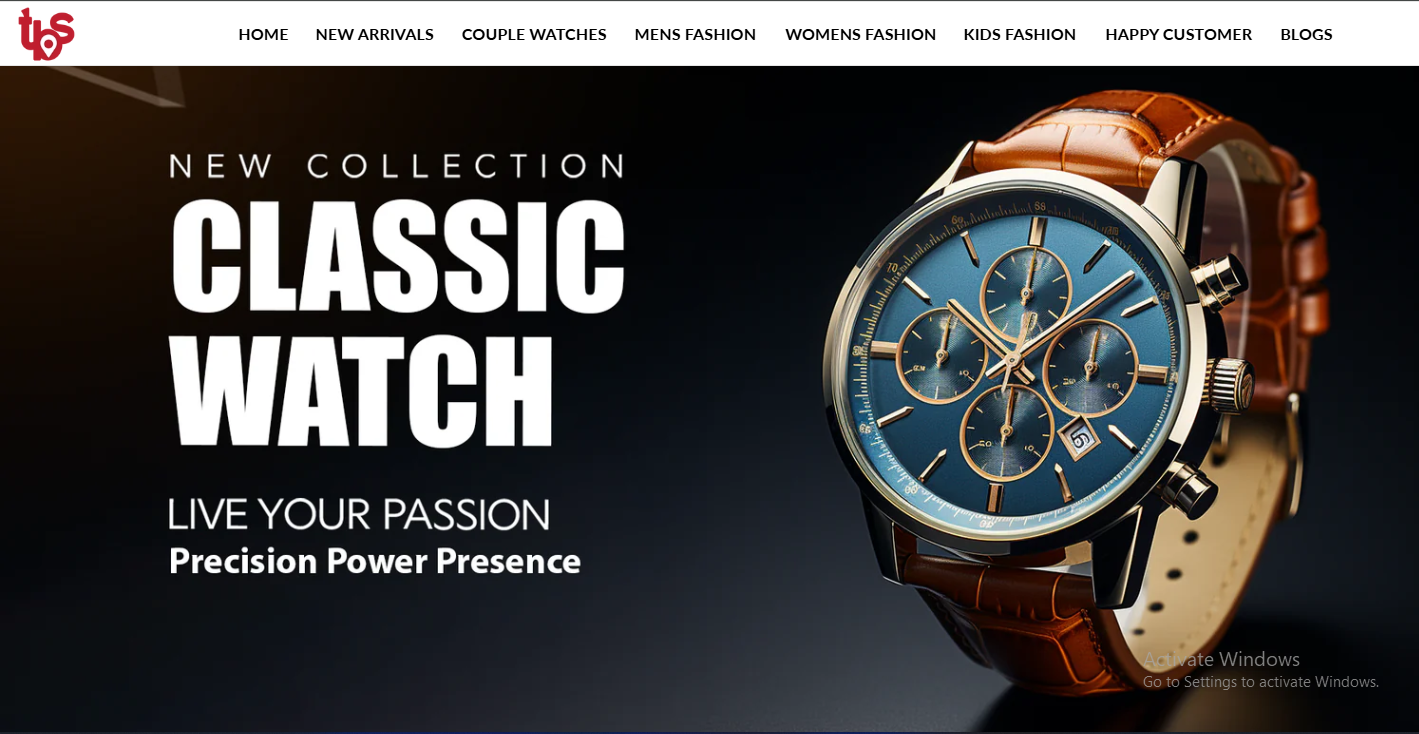 tbs
HOME NEW ARRIVALS COUPLE WATCHES MENS FASHION WOMENS FASHION KIDS FASHION HAPPY CUSTOMER BLOGS
NEW COLLECTION
CLASSIC
WATCH
LIVE YOUR PASSION
Precision Power Presence
Activate Windows
Go to Settings to activate Windows.